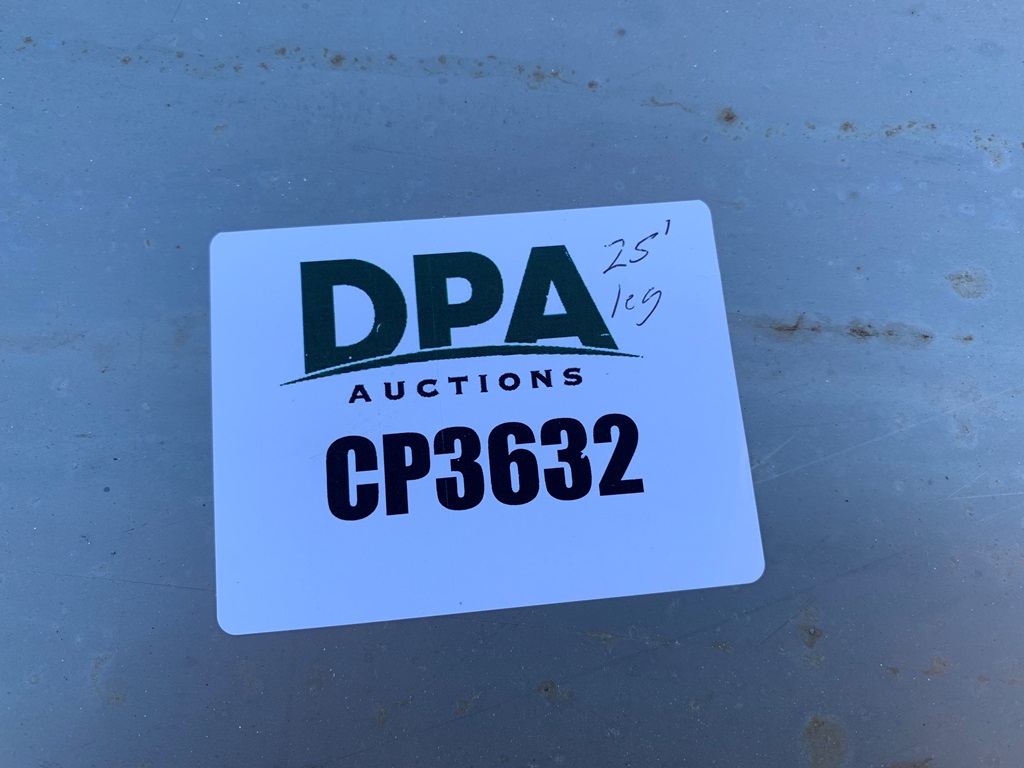 DPA
25'
leg
AUCTIONS
CP3632